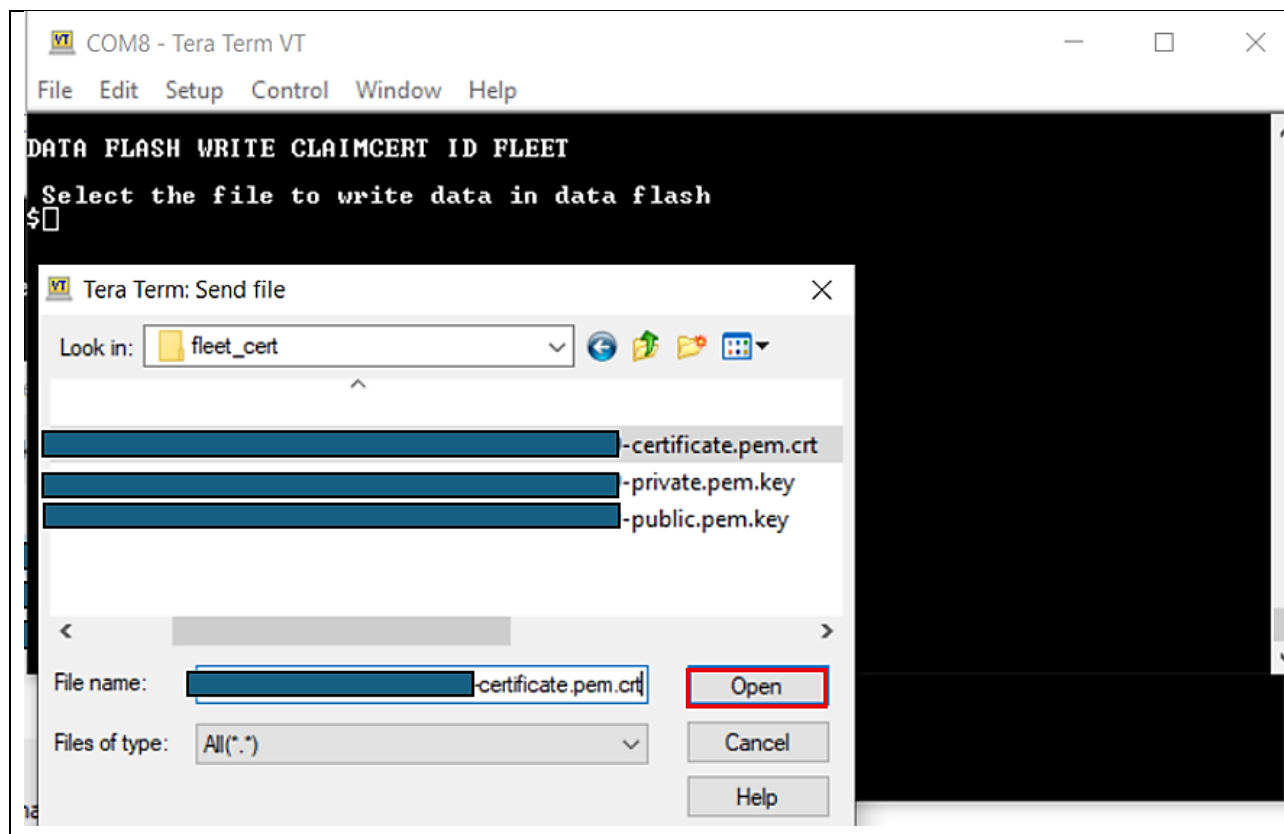 COM8 - Tera Term VT
File Edit Setup Control Window Help
DATA FLASH WRITE CLAIMCERT ID FLEET
Select the file to write data in data flash
$
Tera Term: Send file
Look in: fleet_cert
-certificate.pem.crt
-private.pem.key
-public.pem.key
File name: -certificate.pem.crt Open
Files of type: All(*.*) Cancel
Help